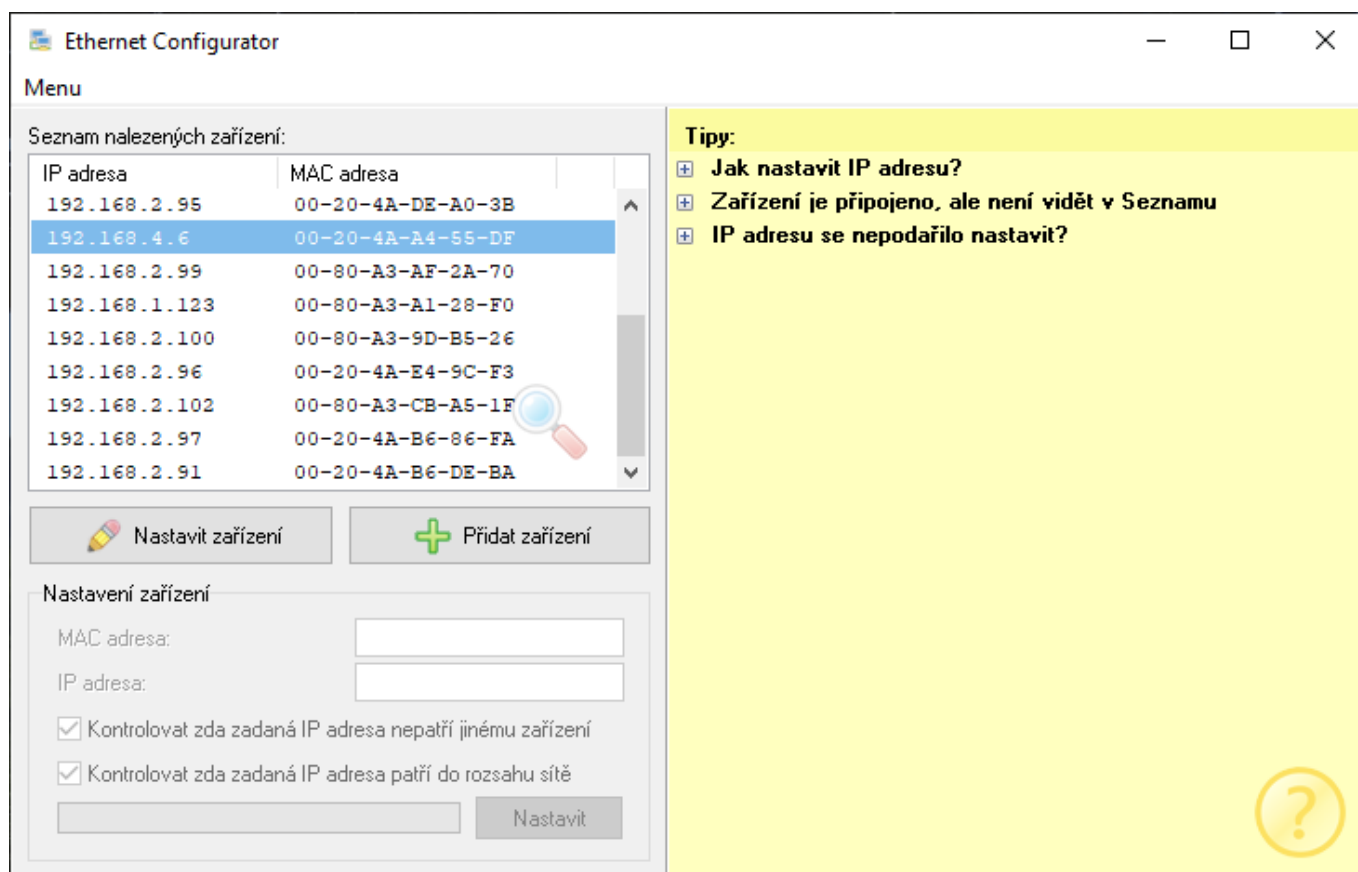 Ethernet Configurator
Menu
Seznam nalezených zařízení:
IP adresa MAC adresa
192.168.2.95 00-20-4A-DE-A0-3B
192.168.4.6 00-20-4A-A4-55-DF
192.168.2.99 00-80-A3-AF-2A-70
192.168.1.123 00-80-A3-A1-28-F0
192.168.2.100 00-80-A3-9D-B5-26
192.168.2.96 00-20-4A-E4-9C-F3
192.168.2.102 00-80-A3-CB-A5-1F
192.168.2.97 00-20-4A-B6-86-FA
192.168.2.91 00-20-4A-B6-DE-BA
Nastavit zařízení
Přidat zařízení
Nastavení zařízení
MAC adresa:
IP adresa:
Kontrolovat zda zadaná IP adresa nepatří jinému zařízení
Kontrolovat zda zadaná IP adresa patří do rozsahu sítě
Nastavit
Tipy:
Jak nastavit IP adresu?
Zařízení je připojeno, ale není vidět v Seznamu
IP adresu se nepodařilo nastavit?
?